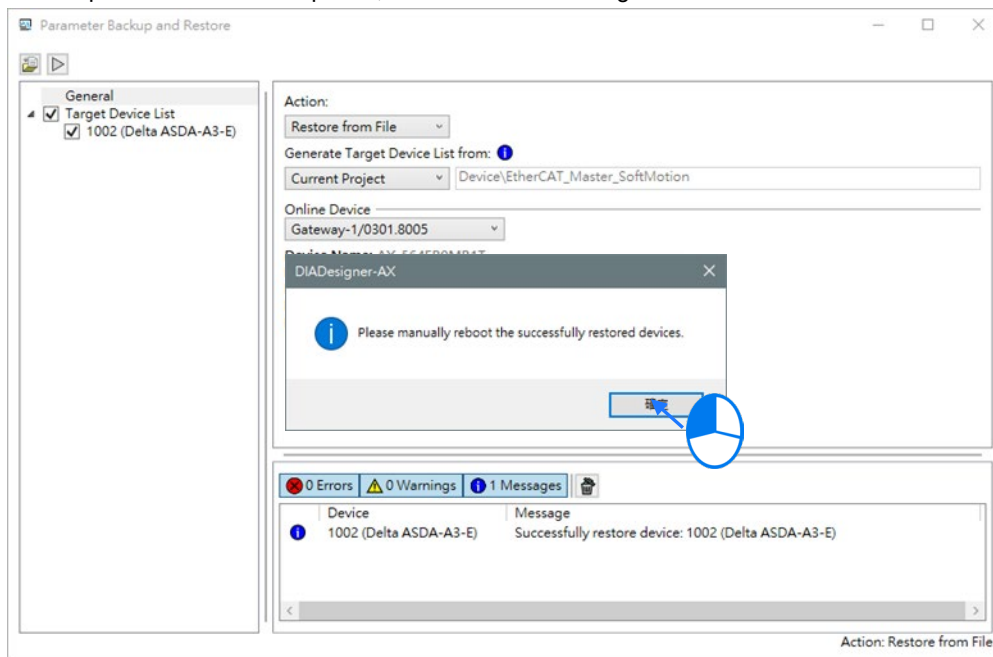 Parameter Backup and Restore
General
Target Device List
1002 (Delta ASDA-A3-E)
Action:
Restore from File
Generate Target Device List from:
Current Project Device\EtherCAT_Master_SoftMotion
Online Device
Gateway-1/0301.8005
DIADesigner-AX
Please manually reboot the successfully restored devices.
0 Errors 0 Warnings 1 Messages
Device Message
1002 (Delta ASDA-A3-E) Successfully restore device: 1002 (Delta ASDA-A3-E)
Action: Restore from File